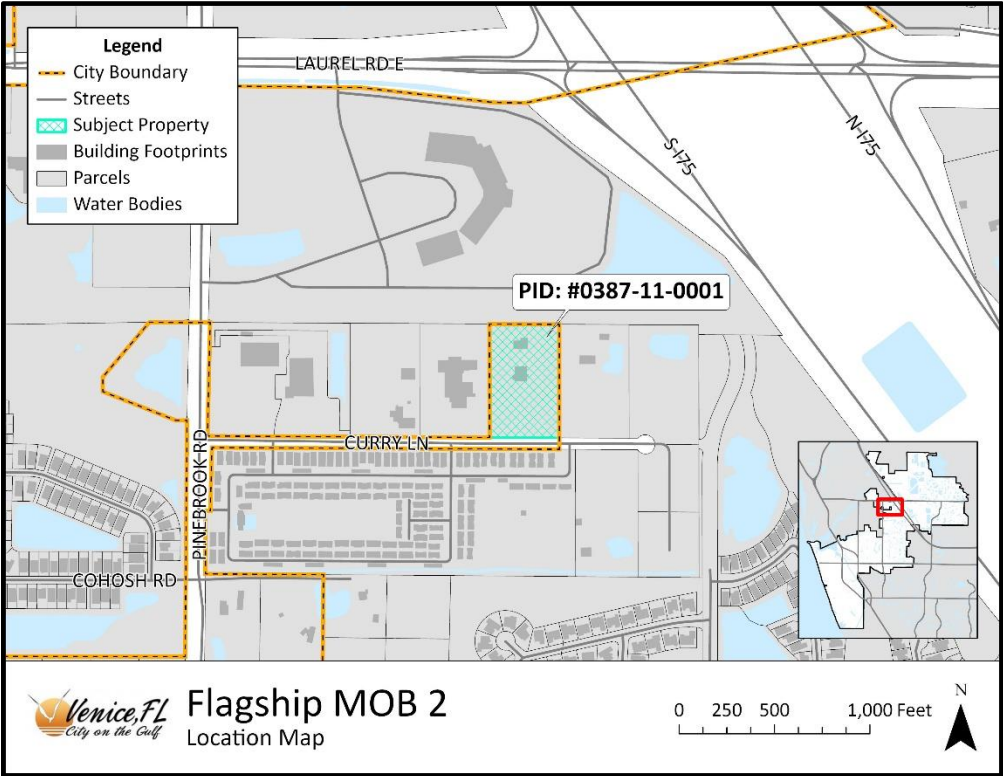 Legend
City Boundary
Streets
Subject Property
Building Footprints
Parcels
Water Bodies
LAUREL RD E
S-I75
N-I75
PID: #0387-11-0001
CURRY LN
PINEBROOK RD
COHOSH RD
Venice, FL
City on the Gulf
Flagship MOB 2
Location Map
0 250 500 1,000 Feet
N